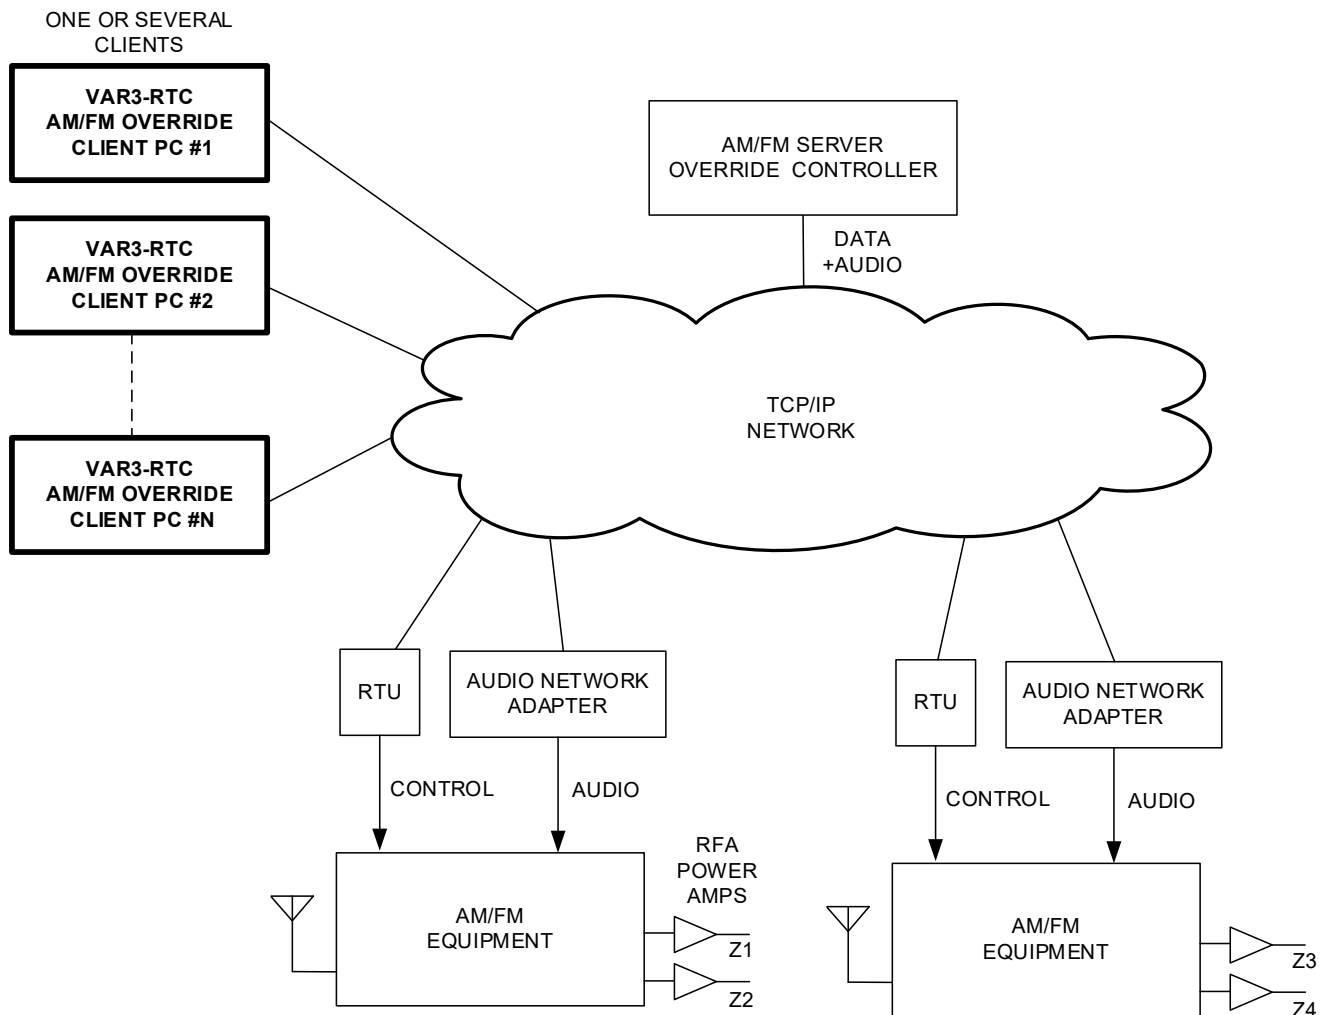 ONE OR SEVERAL
CLIENTS
VAR3-RTC
AM/FM OVERRIDE
CLIENT PC #1
VAR3-RTC
AM/FM OVERRIDE
CLIENT PC #2
VAR3-RTC
AM/FM OVERRIDE
CLIENT PC #N
AM/FM SERVER
OVERRIDE CONTROLLER
DATA
+AUDIO
TCP/IP
NETWORK
RTU
AUDIO NETWORK
ADAPTER
CONTROL
AUDIO
AM/FM
EQUIPMENT
RFA
POWER
AMPS
Z1
Z2
RTU
AUDIO NETWORK
ADAPTER
CONTROL
AUDIO
AM/FM
EQUIPMENT
Z3
Z4